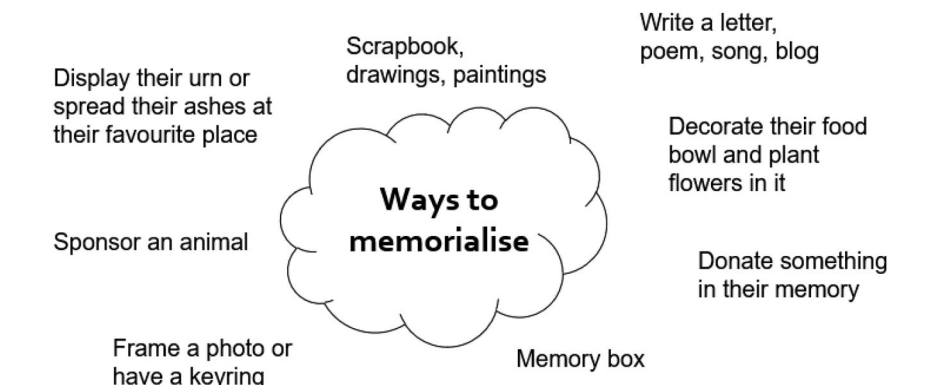 Write a letter,
poem, song, blog
Scrapbook,
drawings, paintings
Display their urn or
spread their ashes at
their favourite place
Decorate their food
bowl and plant
flowers in it
Ways to
memorialise
Sponsor an animal
Donate something
in their memory
Frame a photo or
have a keyring
Memory box